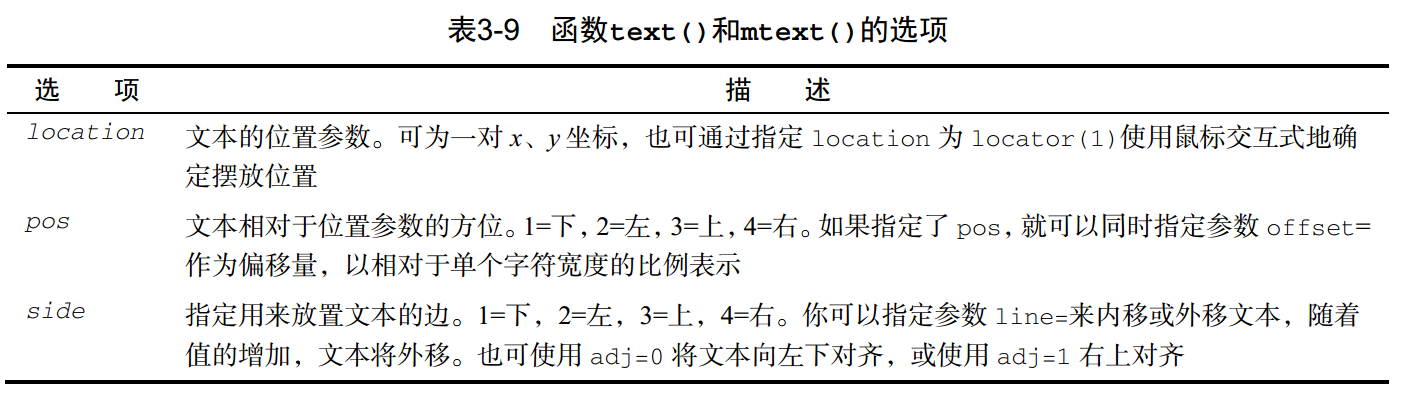 表3-9 函数text()和mtext()的选项
选 项 描 述
location 文本的位置参数。可为一对 x、y 坐标，也可通过指定 location 为 locator(1)使用鼠标交互式地确
定摆放位置
pos 文本相对于位置参数的方位。1=下，2=左，3=上，4=右。如果指定了 pos，就可以同时指定参数 offset=
作为偏移量，以相对于单个字符宽度的比例表示
side 指定用来放置文本的边。1=下，2=左，3=上，4=右。你可以指定参数 line=来内移或外移文本，随着
值的增加，文本将外移。也可使用 adj=0 将文本向左下对齐，或使用 adj=1 右上对齐